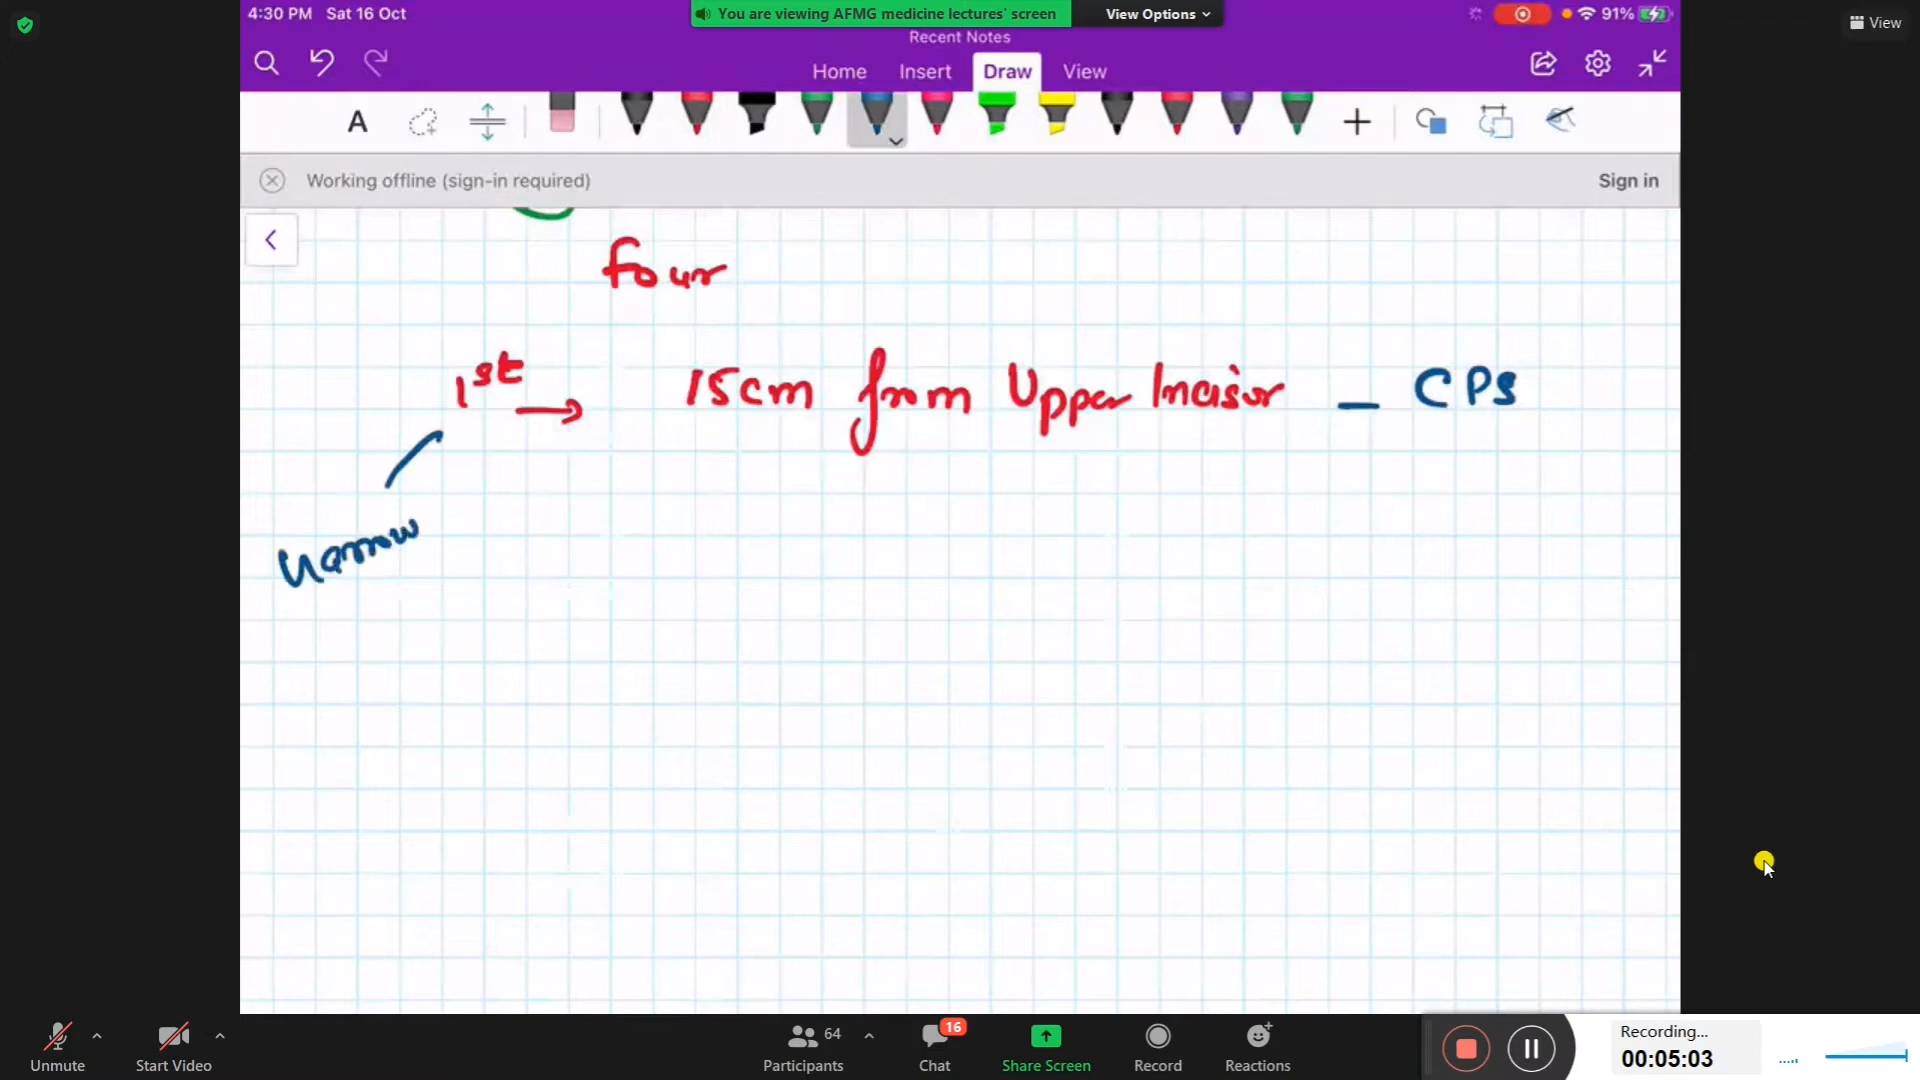 4:30 PM Sat 16 Oct
You are viewing AFMG medicine lectures' screen
View Options
91%
View
Recent Notes
Home Insert Draw View
A
Working offline (sign-in required)
Sign in
four
1st → 15cm from Upper Incisor – CPS
Narrow
Unmute
Start Video
64
Participants
16
Chat
Share Screen
Record
Reactions
Recording...
00:05:03